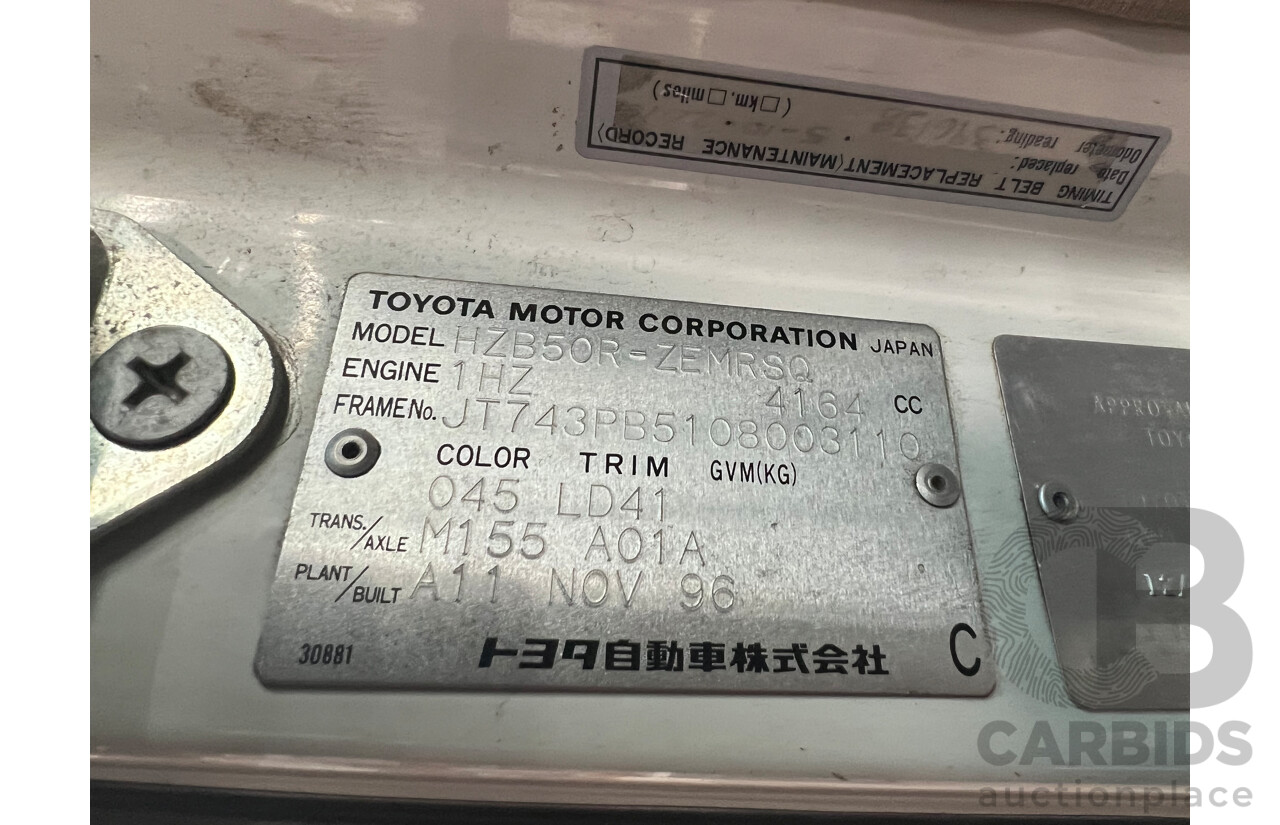 TIMING BELT REPLACEMENT (MAINTENANCE RECORD)
Date replaced:
Odometer reading:
( □ km, □ miles )
TOYOTA MOTOR CORPORATION JAPAN
MODEL HZB50R-ZEMRSQ
ENGINE 1HZ 4164 CC
FRAME No. JT743PB5108003110
COLOR TRIM GVM(KG)
045 LD41
TRANS./AXLE M155 A01A
PLANT/BUILT A11 NOV 96
30881 トヨタ自動車株式会社 C
B
CARBIDS
auctionplace